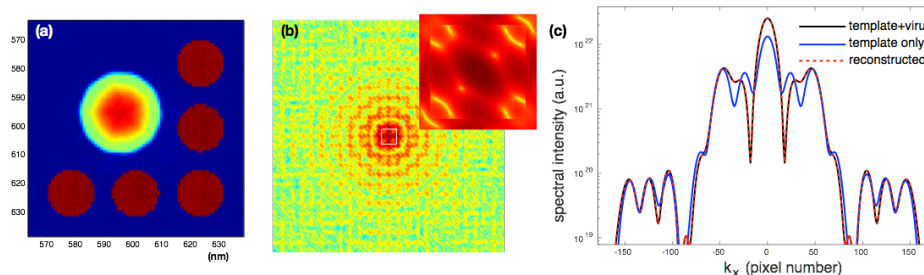 (a)
570
580
590
600
610
620
630
570 580 590 600 610 620 630
(nm)
(b)
(c)
spectral intensity (a.u.)
10^22
10^21
10^20
10^19
template+viru
template only
reconstructed
-150 -100 -50 0 50 100 150
k_x (pixel number)